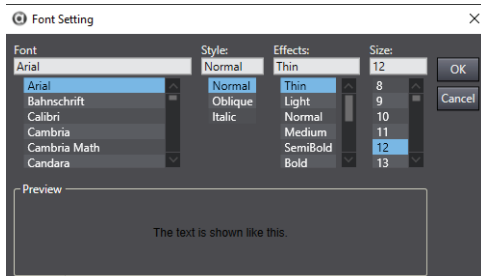 Font Setting
Font Style: Effects: Size:
Arial Normal Thin 12 OK
Arial Normal Thin 8
Bahnschrift Oblique Light 9 Cancel
Calibri Italic Normal 10
Cambria Medium 11
Cambria Math SemiBold 12
Candara Bold 13
Preview
The text is shown like this.